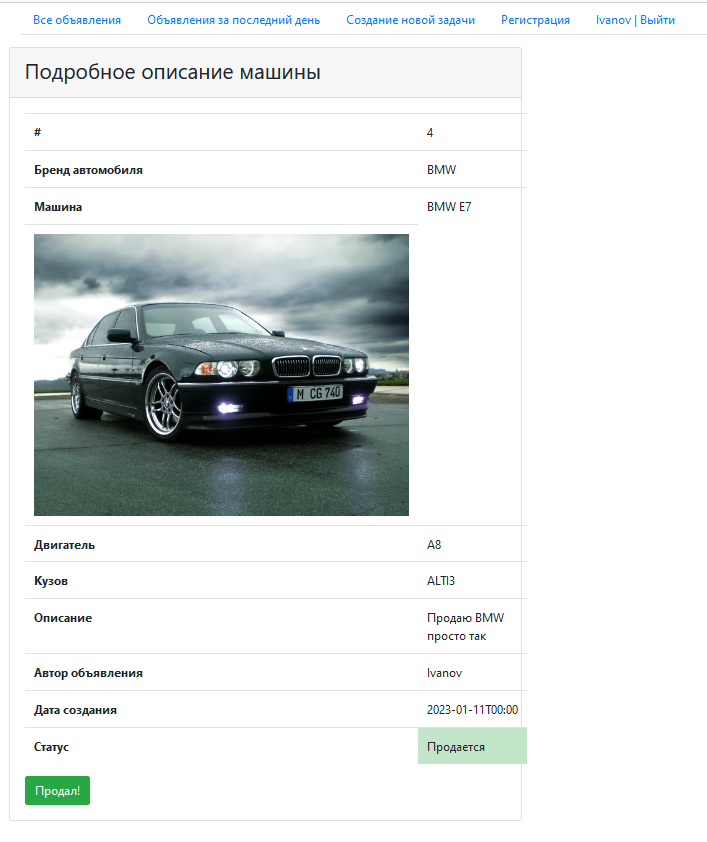 Все объявления Объявления за последний день Создание новой задачи Регистрация Ivanov | Выйти
Подробное описание машины
# 4
Бренд автомобиля BMW
Машина BMW E7
M CG 740
Двигатель A8
Кузов ALTI3
Описание Продаю BMW
просто так
Автор объявления Ivanov
Дата создания 2023-01-11T00:00
Статус Продается
Продал!